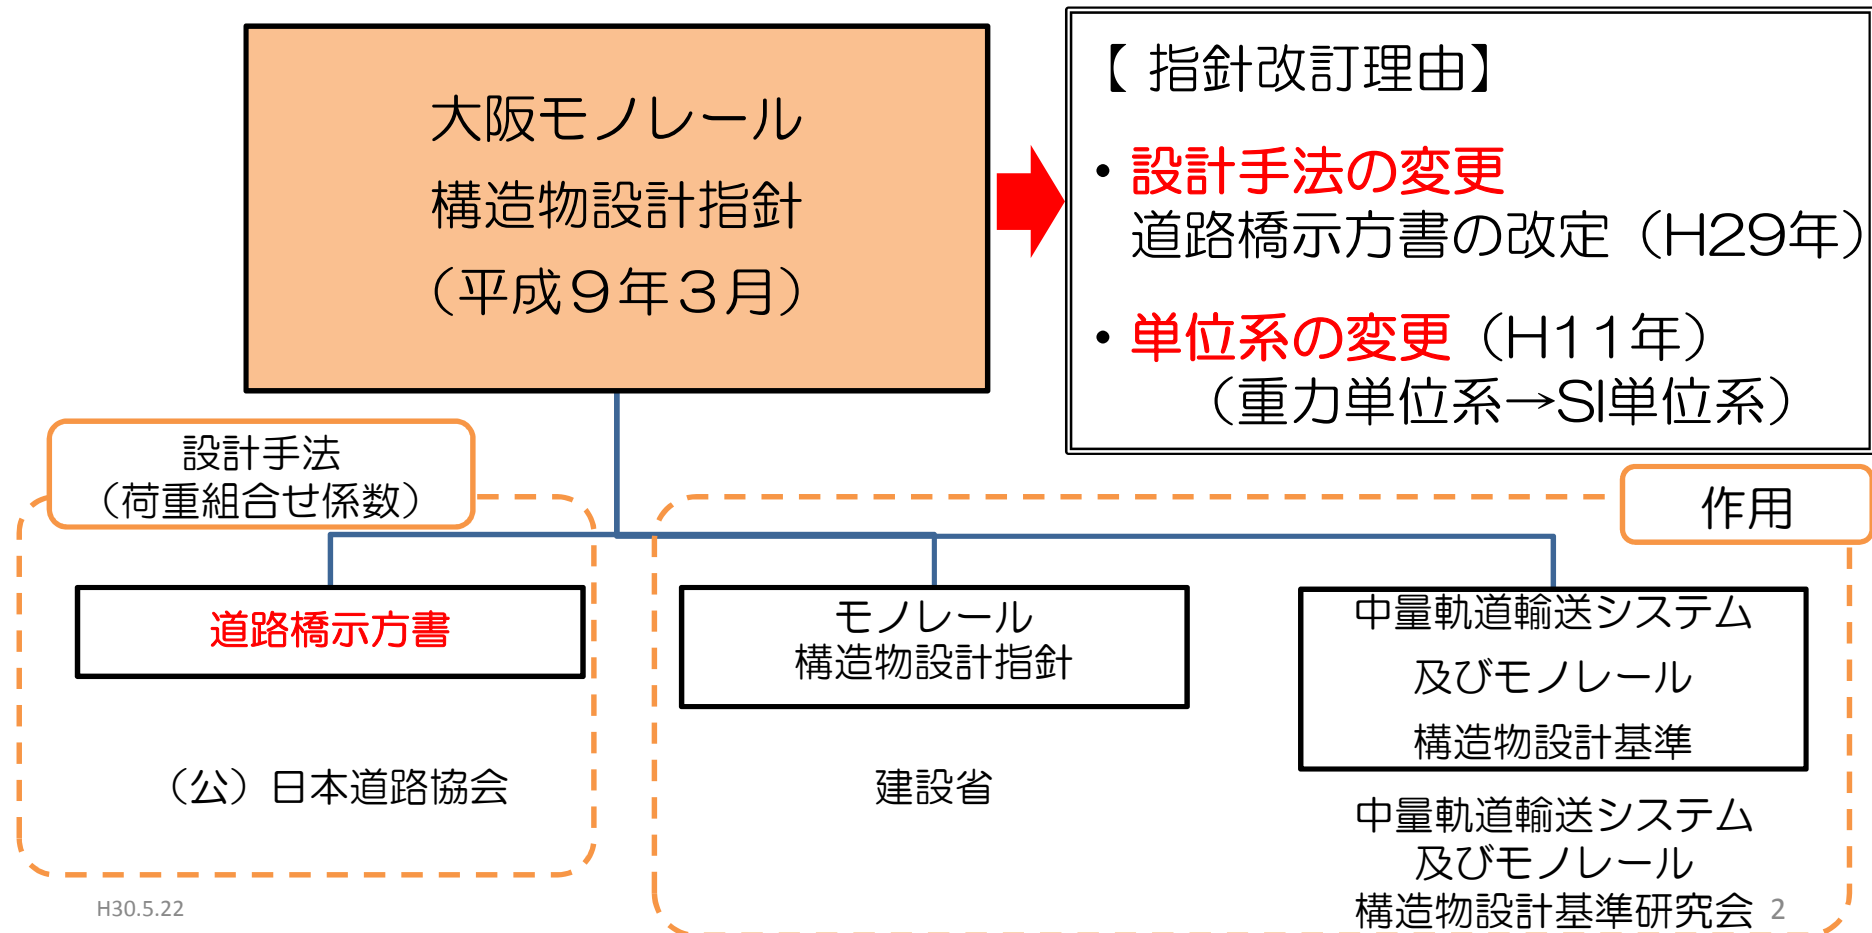 大阪モノレール
構造物設計指針
（平成９年３月）
【 指針改訂理由】
• 設計手法の変更
道路橋示方書の改定（H29年）
• 単位系の変更（H11年）
（重力単位系→SI単位系）
設計手法
（荷重組合せ係数）
作用
道路橋示方書
（公）日本道路協会
モノレール
構造物設計指針
建設省
中量軌道輸送システム
及びモノレール
構造物設計基準
中量軌道輸送システム
及びモノレール
構造物設計基準研究会
H30.5.22
2